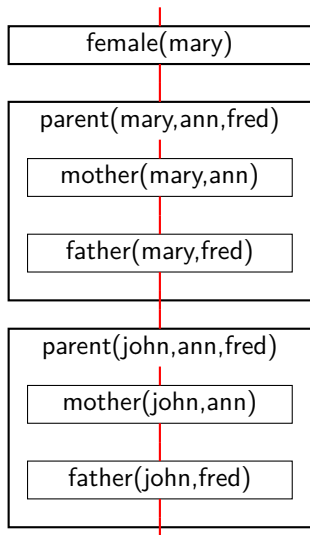 female(mary)
parent(mary,ann,fred)
mother(mary,ann)
father(mary,fred)
parent(john,ann,fred)
mother(john,ann)
father(john,fred)